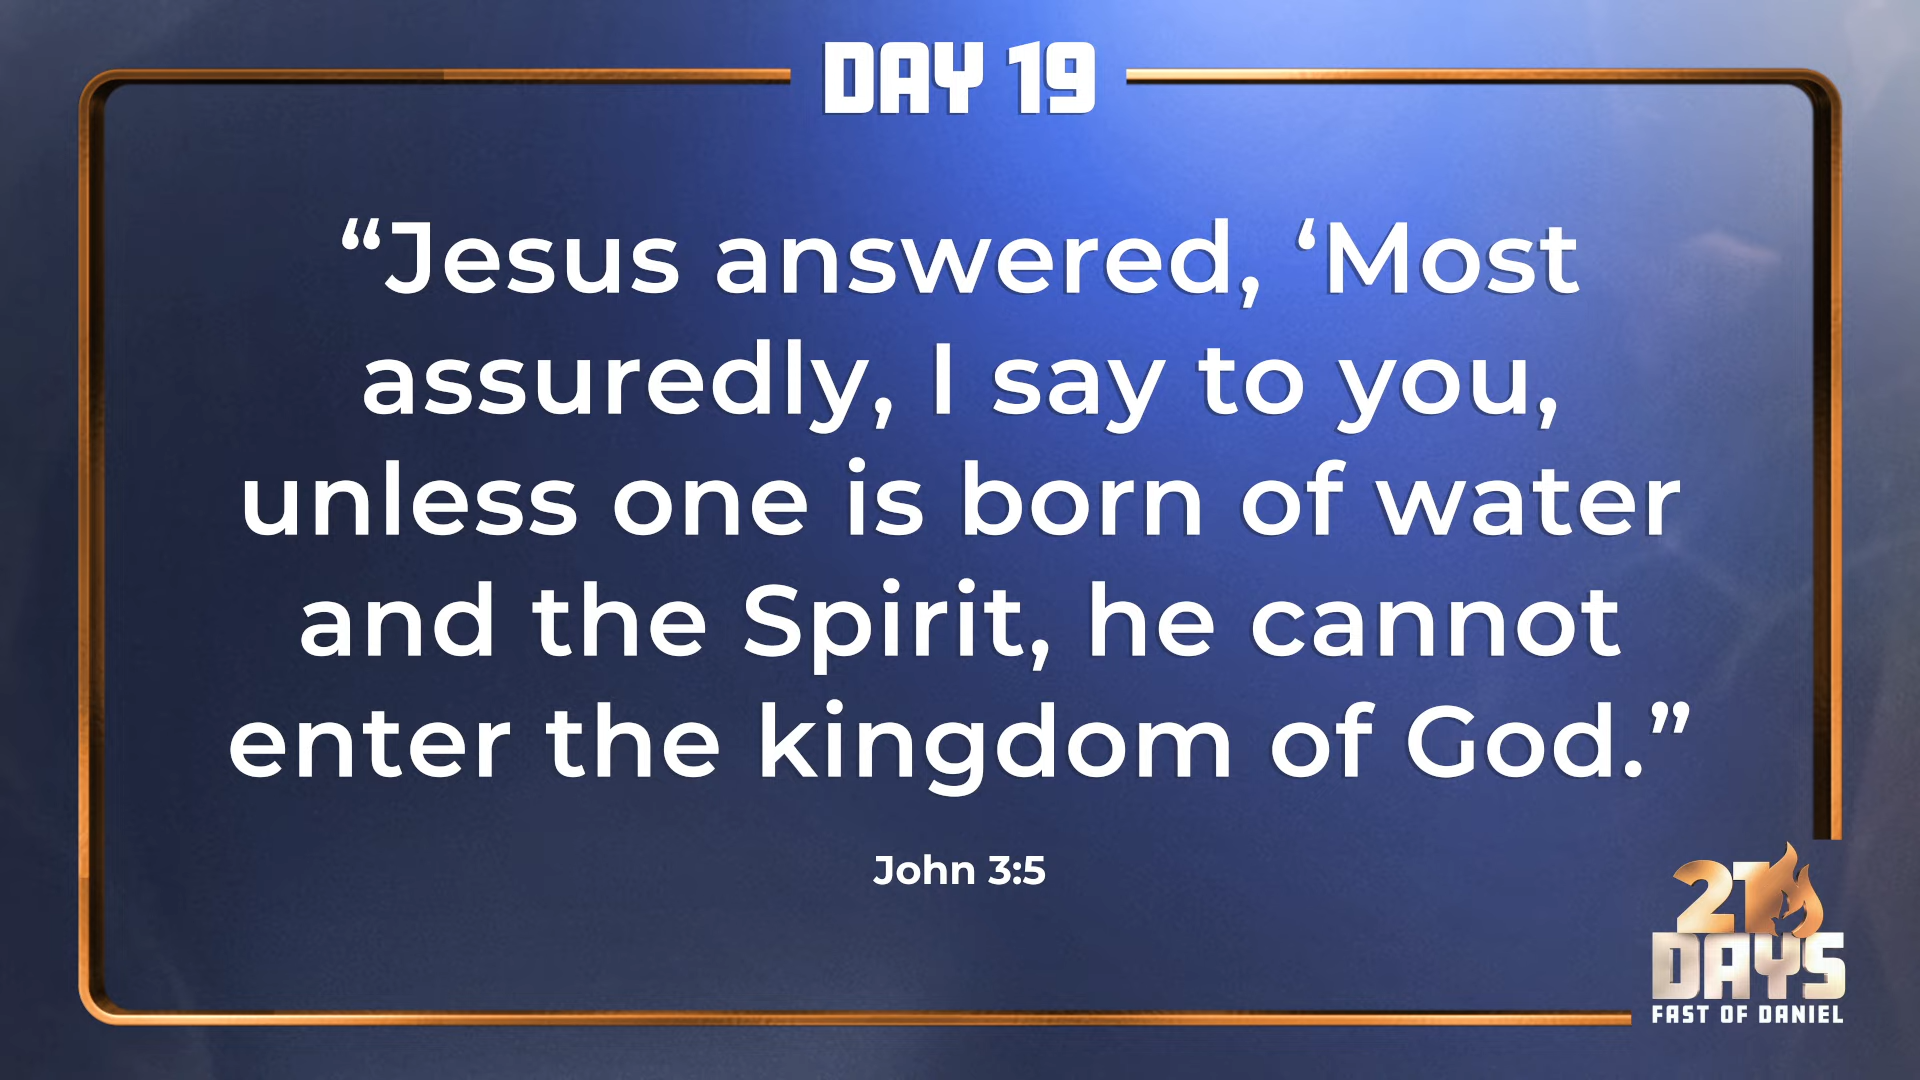 DAY 19
“Jesus answered, ‘Most
assuredly, I say to you,
unless one is born of water
and the Spirit, he cannot
enter the kingdom of God.”
John 3:5
21
DAYS
FAST OF DANIEL